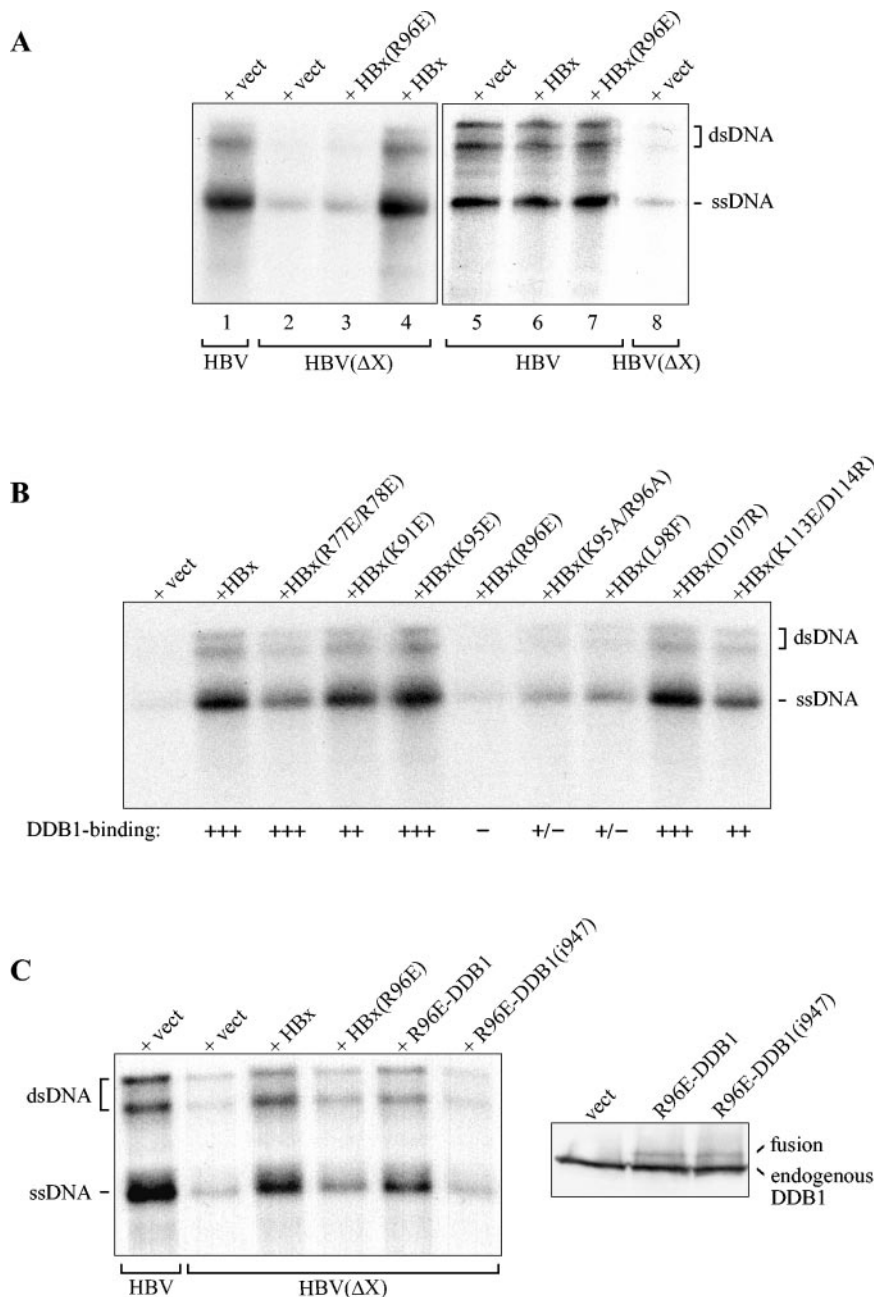 A
+ vect
+ vect
+ HBx(R96E)
+ HBx
+ vect
+ HBx
+ HBx(R96E)
+ vect
dsDNA
ssDNA
1 2 3 4 5 6 7 8
HBV HBV(ΔX) HBV HBV(ΔX)
B
+ vect
+HBx
+HBx(R77E/R78E)
+HBx(K91E)
+HBx(K95E)
+HBx(R96E)
+HBx(K95A/R96A)
+HBx(L98F)
+HBx(D107R)
+HBx(K113E/D114R)
dsDNA
ssDNA
DDB1-binding: +++ +++ ++ +++ − +/− +/− +++ ++
C
+ vect
+ vect
+ HBx
+ HBx(R96E)
+ R96E-DDB1
+ R96E-DDB1(i947)
dsDNA
ssDNA
HBV HBV(ΔX)
vect
R96E-DDB1
R96E-DDB1(i947)
fusion
endogenous
DDB1